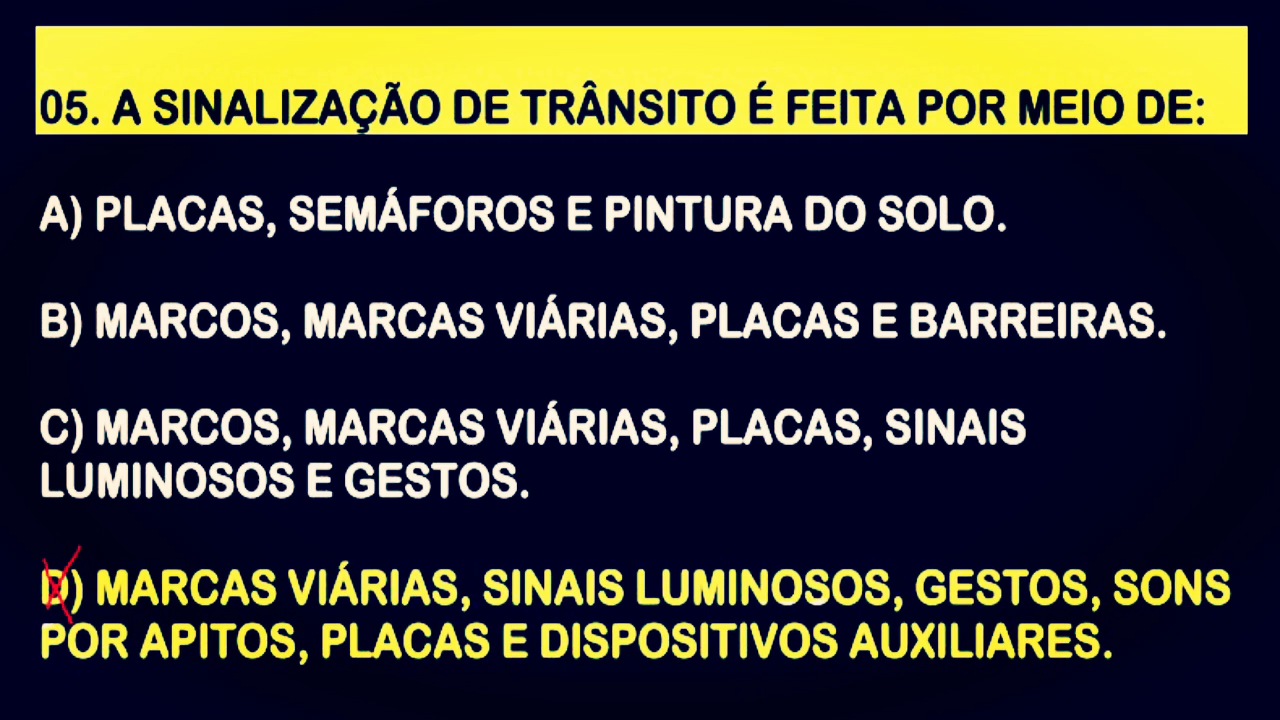 05. A SINALIZAÇÃO DE TRÂNSITO É FEITA POR MEIO DE:
A) PLACAS, SEMÁFOROS E PINTURA DO SOLO.
B) MARCOS, MARCAS VIÁRIAS, PLACAS E BARREIRAS.
C) MARCOS, MARCAS VIÁRIAS, PLACAS, SINAIS
LUMINOSOS E GESTOS.
D) MARCAS VIÁRIAS, SINAIS LUMINOSOS, GESTOS, SONS
POR APITOS, PLACAS E DISPOSITIVOS AUXILIARES.